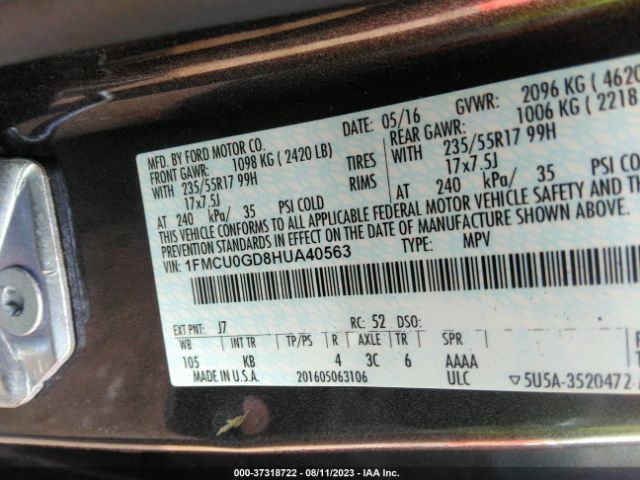 MFD. BY FORD MOTOR CO. DATE: 05/16 GVWR: 2096 KG ( 4620
FRONT GAWR: 1098 KG ( 2420 LB) REAR GAWR: 1006 KG ( 2218
WITH 235/55R17 99H TIRES WITH 235/55R17 99H
17x7.5J RIMS 17x7.5J
AT 240 kPa/ 35 PSI COLD AT 240 kPa/ 35 PSI COL
THIS VEHICLE CONFORMS TO ALL APPLICABLE FEDERAL MOTOR VEHICLE SAFETY AND THEFT
PREVENTION STANDARDS IN EFFECT ON THE DATE OF MANUFACTURE SHOWN ABOVE.
VIN: 1FMCU0GD8HUA40563 TYPE: MPV
EXT PNT: J7 RC: 52 DSO:
WB INT TR TP/PS R AXLE TR SPR
105 KB 4 3C 6 AAAA
MADE IN U.S.A. 201605063106 ULC ▽5U5A-3520472-
000-37318722 - 08/11/2023 - IAA Inc.